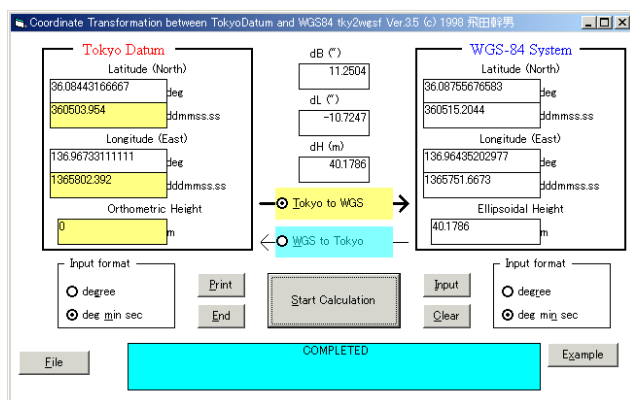 Coordinate Transformation between TokyoDatum and WGS84 tky2wgsf Ver.3.5 (c) 1998 飛田幹男
Tokyo Datum
Latitude (North)
36.08443166667
deg
360503.954
ddmmss.ss
Longitude (East)
136.96733111111
deg
1365802.392
dddmmss.ss
Orthometric Height
0
m
dB (")
11.2504
dL (")
-10.7247
dH (m)
40.1786
Tokyo to WGS
WGS to Tokyo
WGS-84 System
Latitude (North)
36.08755676583
deg
360515.2044
ddmmss.ss
Longitude (East)
136.96435202977
deg
1365751.6673
dddmmss.ss
Ellipsoidal Height
40.1786
m
Input format
degree
deg min sec
Print
End
Start Calculation
Input
Clear
Input format
degree
deg min sec
File
COMPLETED
Example